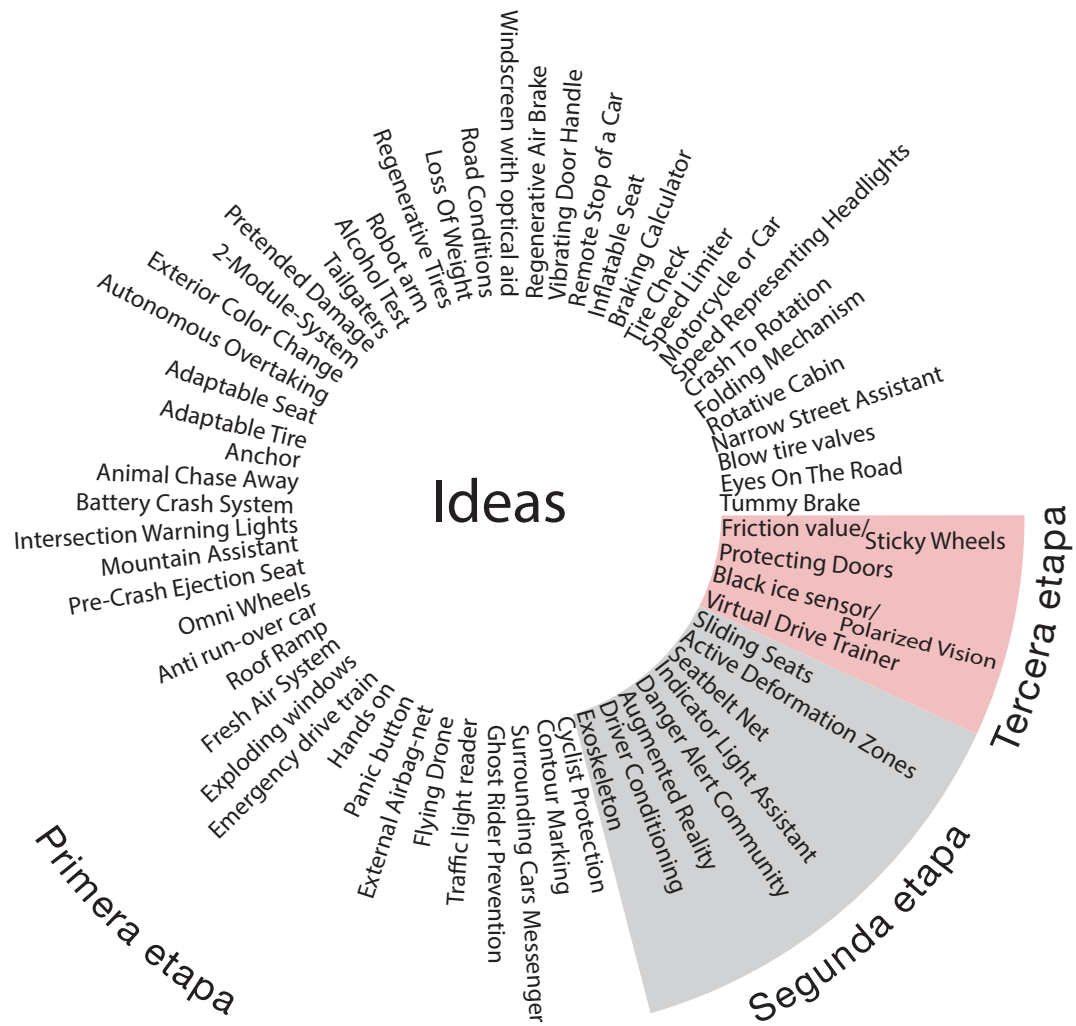 Windscreen with optical aid
Regenerative Air Brake
Vibrating Door Handle
Remote Stop of a Car
Inflatable Seat
Braking Calculator
Tire Check
Speed Limiter
Motorcycle or Car
Speed Representing Headlights
Crash To Rotation
Folding Mechanism
Rotative Cabin
Narrow Street Assistant
Blow tire valves
Eyes On The Road
Tummy Brake
Friction value/
Sticky Wheels
Protecting Doors
Black ice sensor/
Polarized Vision
Virtual Drive Trainer
Sliding Seats
Active Deformation Zones
Seatbelt Net
Indicator Light Assistant
Danger Alert Community
Augmented Reality
Driver Conditioning
Exoskeleton
Cyclist Protection
Contour Marking
Surrounding Cars Messenger
Ghost Rider Prevention
Traffic light reader
Flying Drone
External Airbag-net
Panic button
Hands on
Emergency drive train
Exploding windows
Fresh Air System
Roof Ramp
Anti run-over car
Omni Wheels
Pre-Crash Ejection Seat
Mountain Assistant
Intersection Warning Lights
Battery Crash System
Animal Chase Away
Anchor
Adaptable Tire
Adaptable Seat
Autonomous Overtaking
Exterior Color Change
2-Module-System
Pretended Damage
Tailgaters
Alcohol Test
Robot arm
Regenerative Tires
Loss Of Weight
Road Conditions
Ideas
Tercera etapa
Segunda etapa
Primera etapa